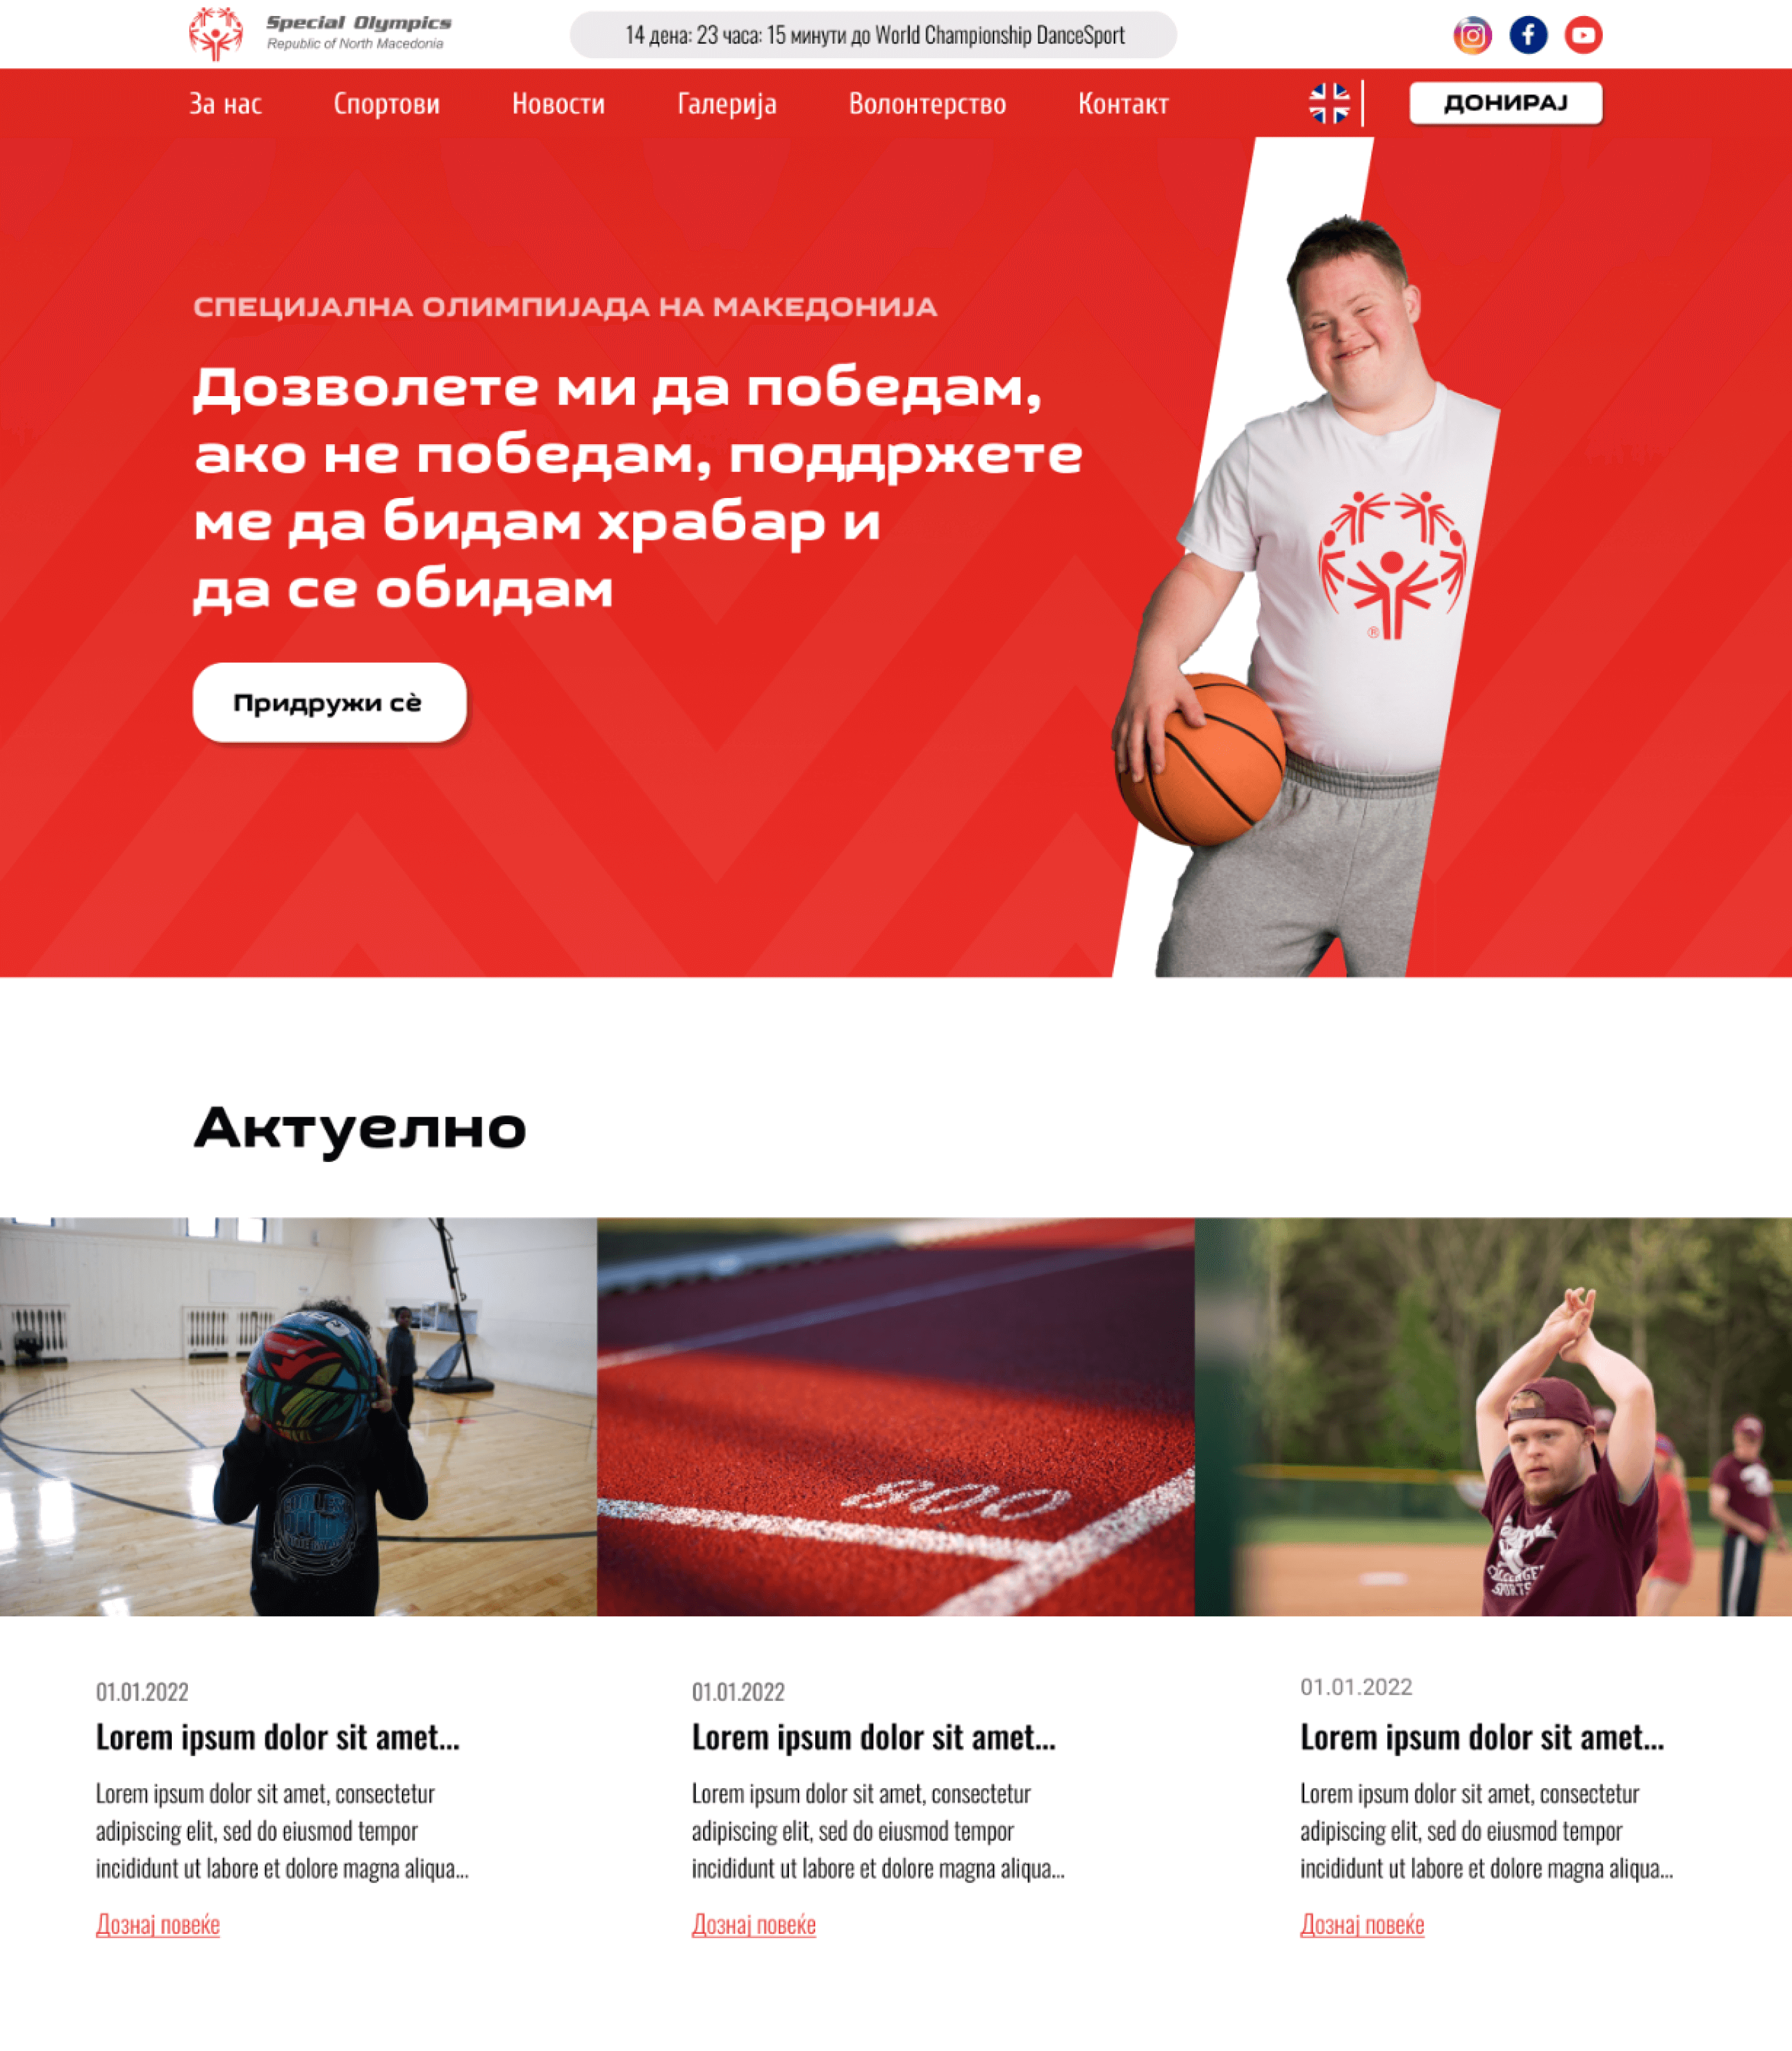 Special Olympics
Republic of North Macedonia
14 дена: 23 часа: 15 минути до World Championship DanceSport
За нас
Спортови
Новости
Галерија
Волонтерство
Контакт
ДОНИРАЈ
СПЕЦИЈАЛНА ОЛИМПИЈАДА НА МАКЕДОНИЈА
Дозволете ми да победам,
ако не победам, поддржете
ме да бидам храбар и
да се обидам
®
Придружи сѐ
Актуелно
800
01.01.2022
Lorem ipsum dolor sit amet...
Lorem ipsum dolor sit amet, consectetur
adipiscing elit, sed do eiusmod tempor
incididunt ut labore et dolore magna aliqua...
Дознај повеќе
01.01.2022
Lorem ipsum dolor sit amet...
Lorem ipsum dolor sit amet, consectetur
adipiscing elit, sed do eiusmod tempor
incididunt ut labore et dolore magna aliqua...
Дознај повеќе
01.01.2022
Lorem ipsum dolor sit amet...
Lorem ipsum dolor sit amet, consectetur
adipiscing elit, sed do eiusmod tempor
incididunt ut labore et dolore magna aliqua...
Дознај повеќе